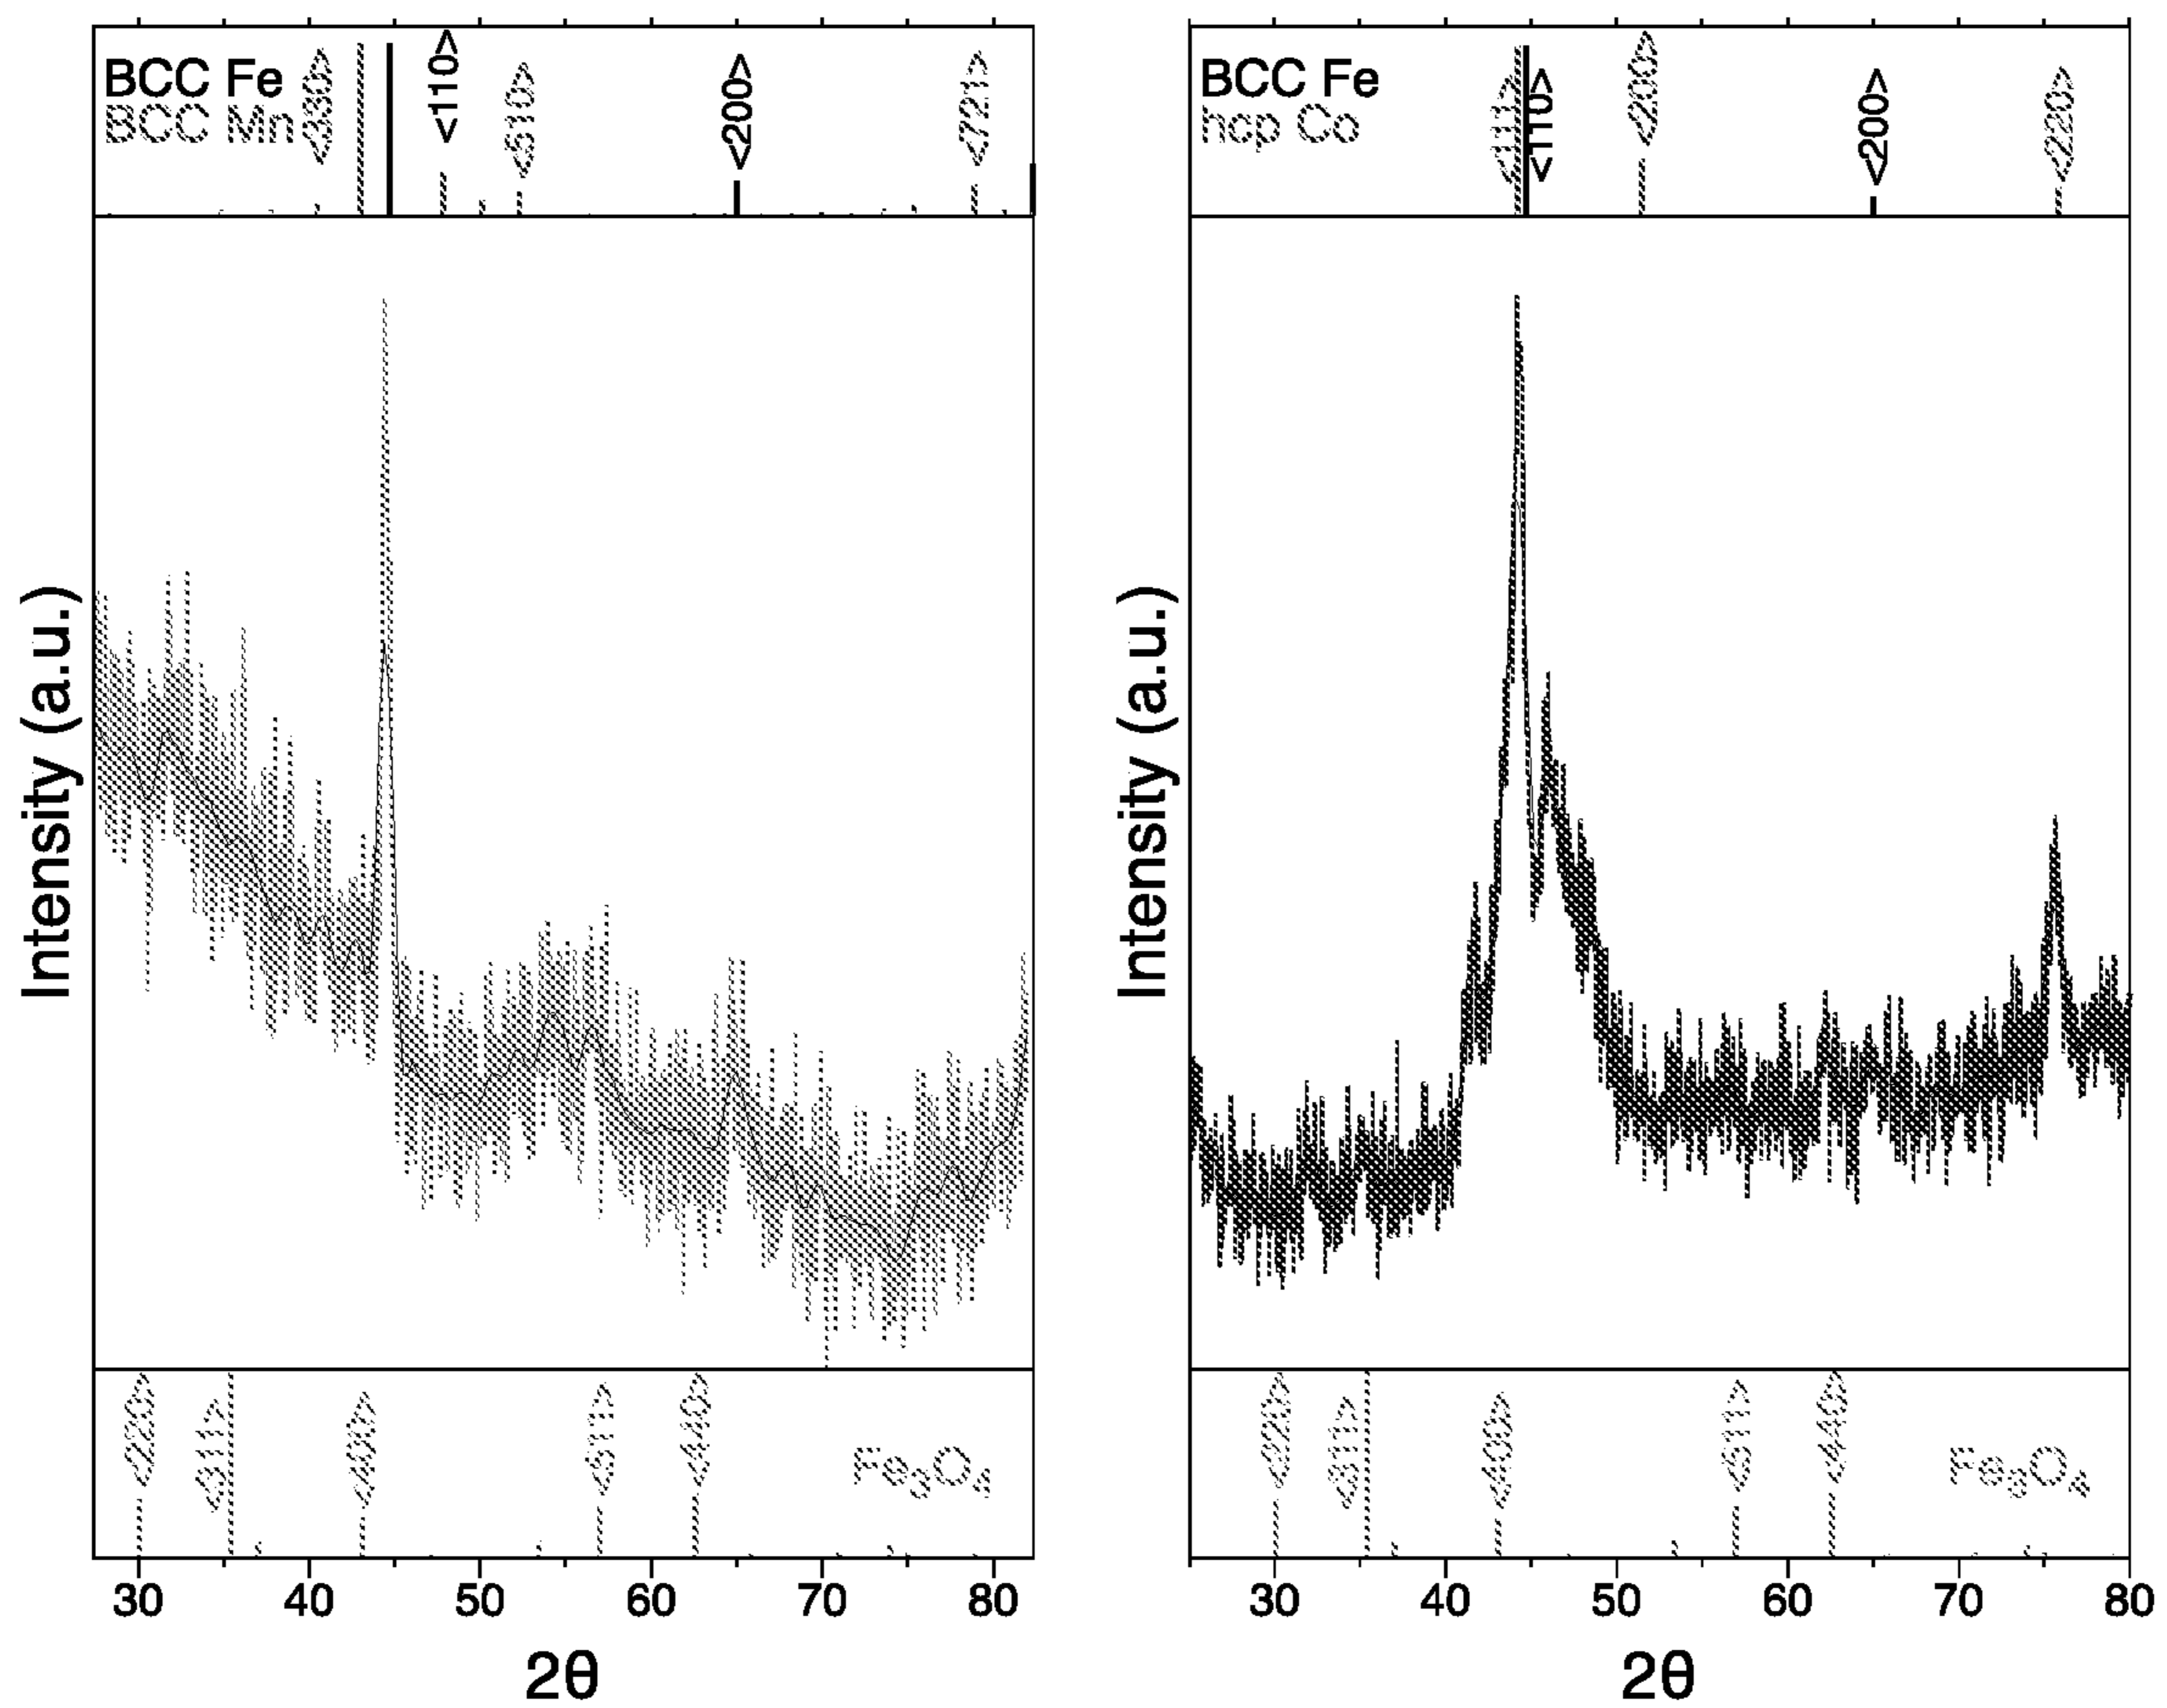 BCC Fe
BCC Mn
<330>
<110>
<510>
<200>
<721>
Intensity (a.u.)
<220>
<311>
<400>
<511>
<440>
Fe3O4
30 40 50 60 70 80
2θ
BCC Fe
hcp Co
<111>
<110>
<200>
<200>
<220>
Intensity (a.u.)
<220>
<311>
<400>
<511>
<440>
Fe3O4
30 40 50 60 70 80
2θ